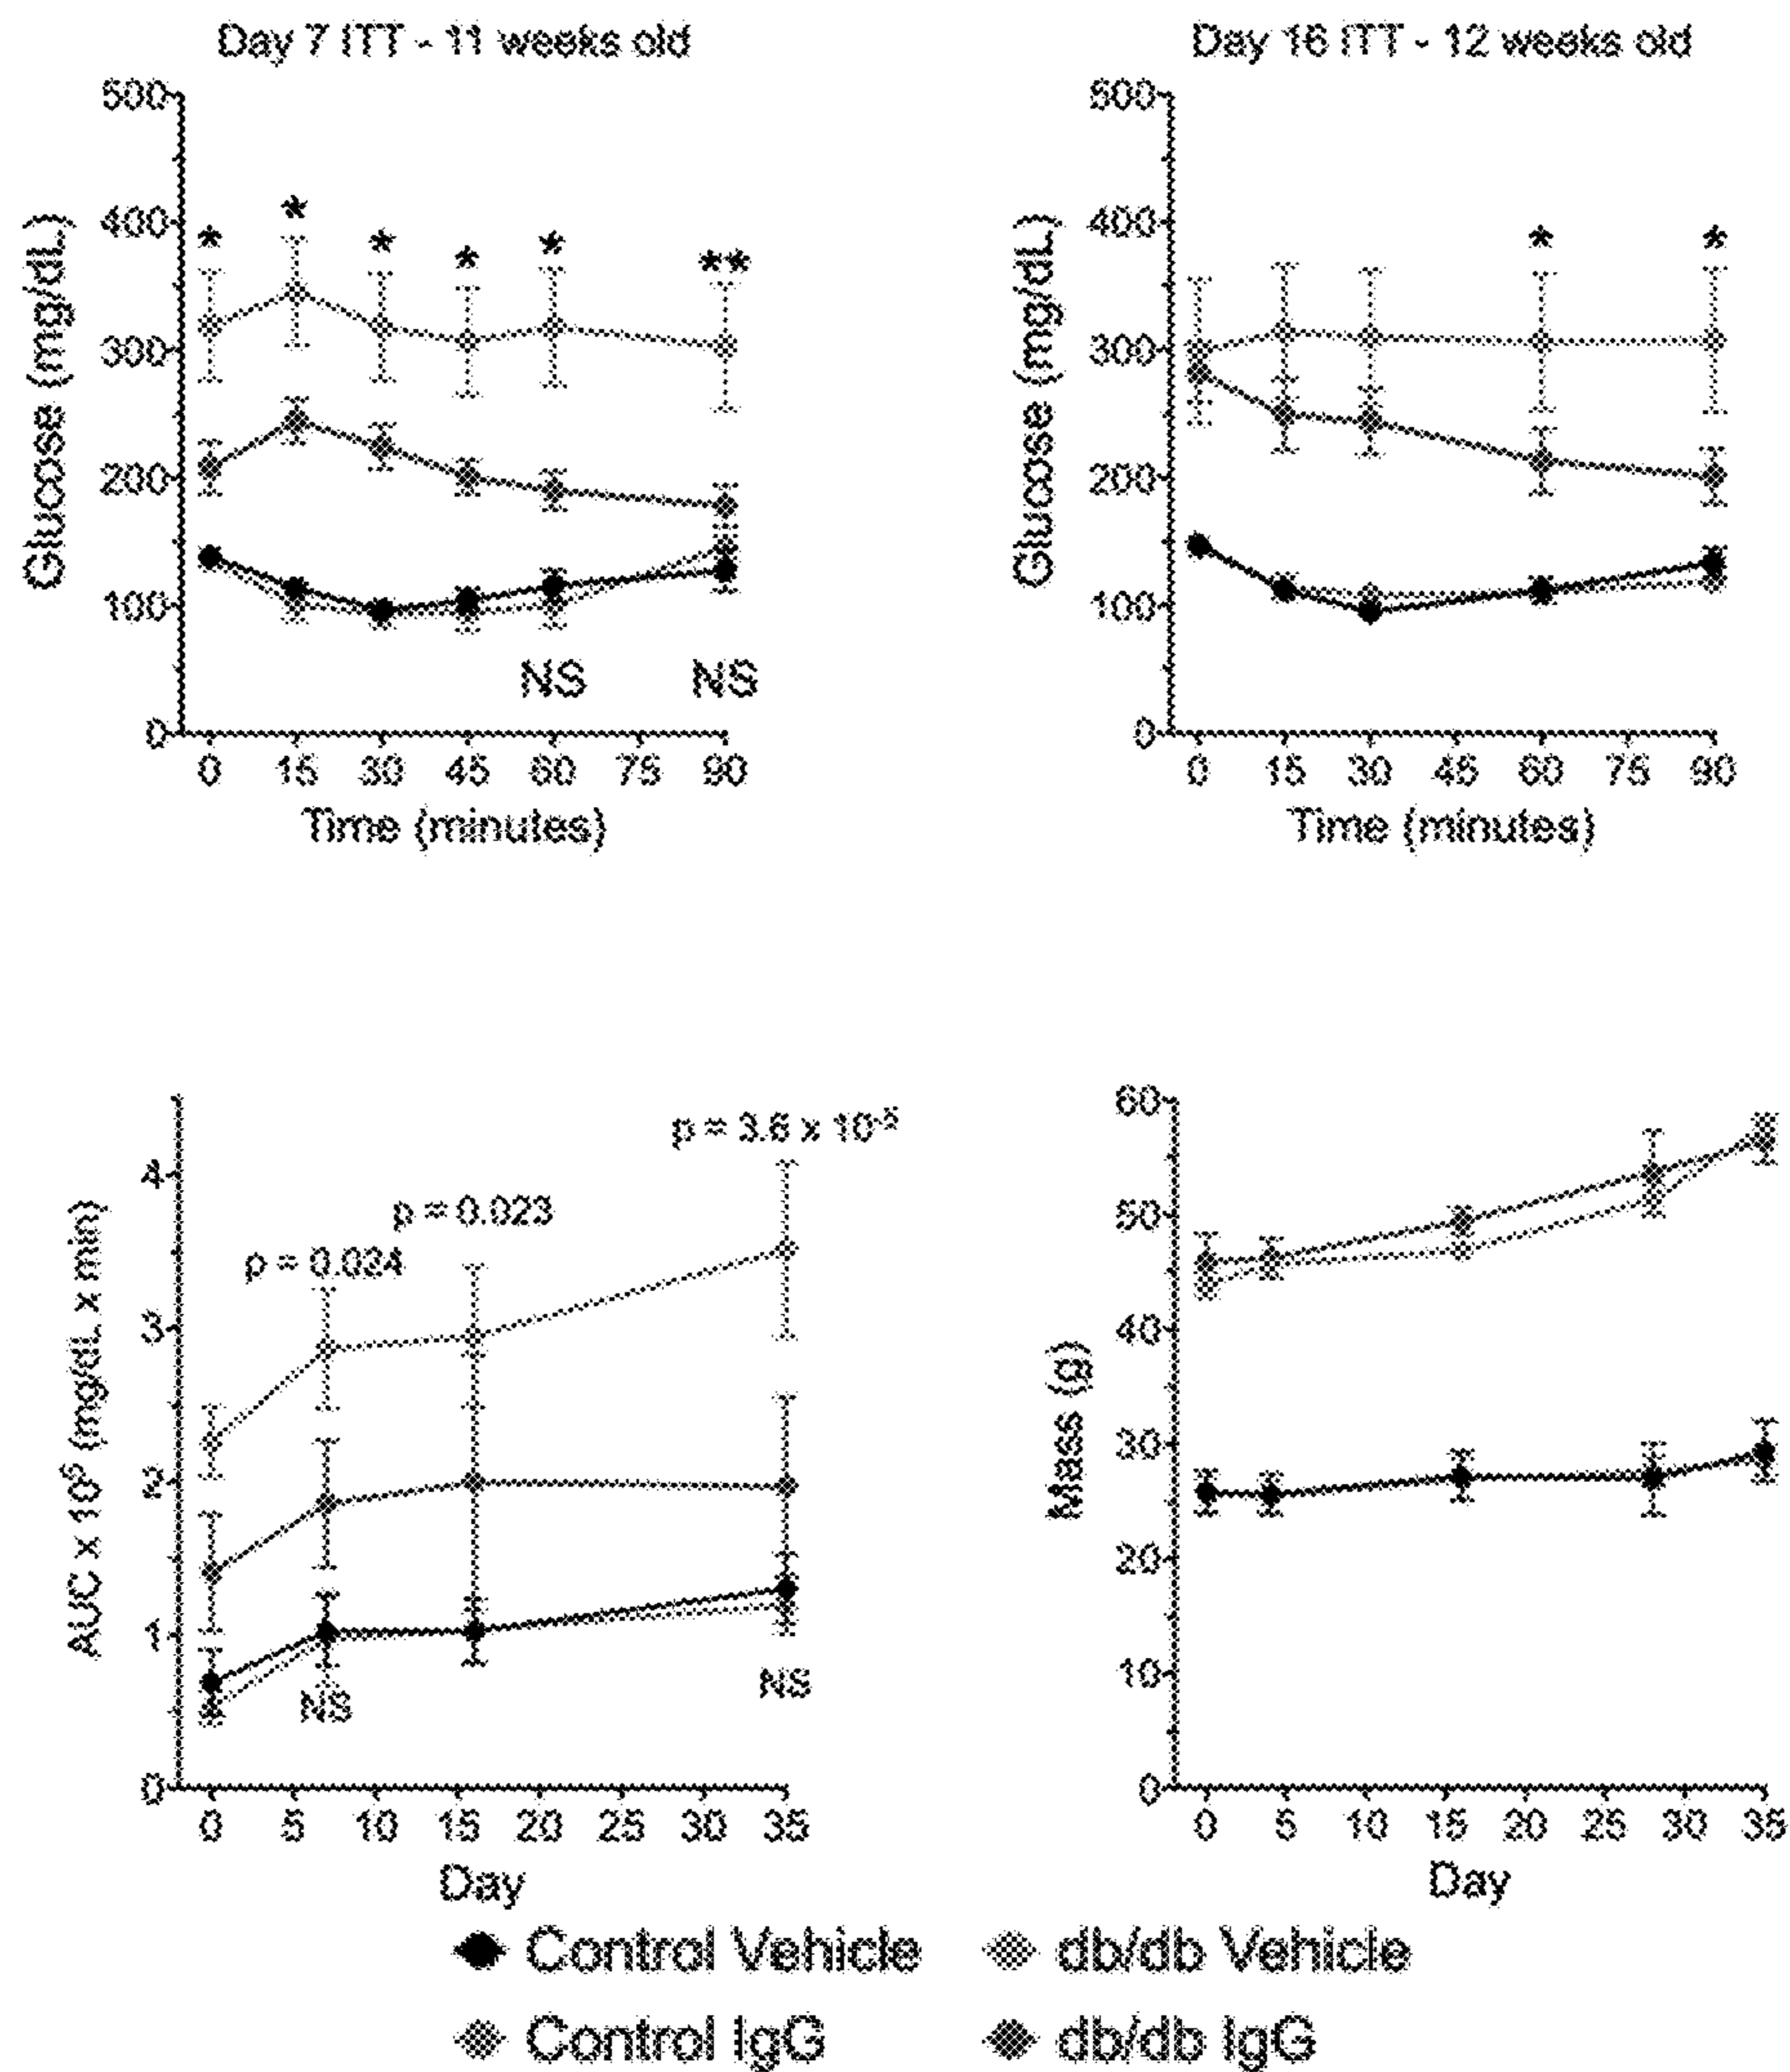 Day 7 ITT - 11 weeks old
Glucose (mg/dL)
500
400
300
200
100
0
* * * * * **
NS NS
0 15 30 45 60 75 90
Time (minutes)
Day 16 ITT - 12 weeks old
Glucose (mg/dL)
500
400
300
200
100
0
* *
0 15 30 45 60 75 90
Time (minutes)
AUC x 10⁵ (mg/dL x min)
4
3
2
1
0
p = 0.024
p = 0.023
p = 3.6 x 10⁻⁵
NS
NS
0 5 10 15 20 25 30 35
Day
Mass (g)
60
50
40
30
20
10
0
0 5 10 15 20 25 30 35
Day
Control Vehicle
db/db Vehicle
Control IgG
db/db IgG